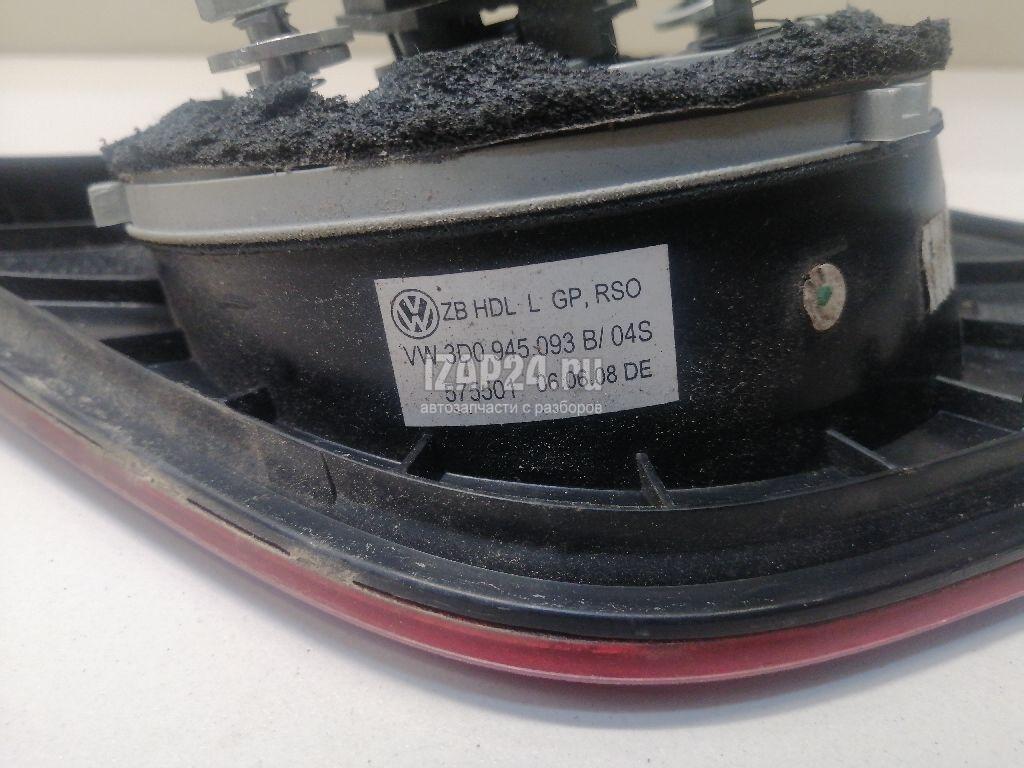 ZB HDL L GP, RSO
VW 3D0 945 093 B/ 04S
IZAP24.ru
575501 06.06.08 DE
автозапчасти с разборов